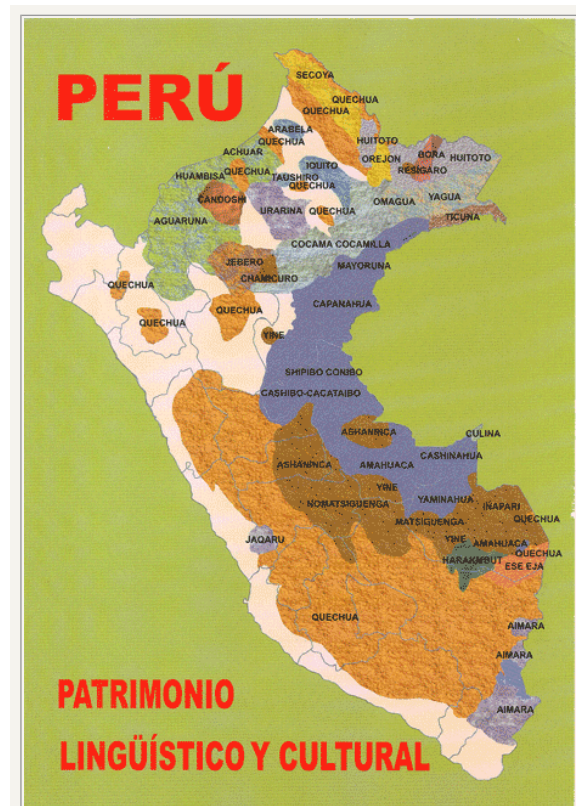 PERÚ
SECOYA
QUECHUA
QUECHUA
ARABELA
QUECHUA
HUITOTO
BORA
HUITOTO
ACHUAR
OREJON
RESIGARO
HUAMBISA
QUECHUA
IQUITO
TAUSHIRO
QUECHUA
CANDOSHI
OMAGUA
YAGUA
AGUARUNA
URARINA
QUECHUA
TICUNA
COCAMA COCAMILLA
JEBERO
MAYORUNA
CHAMICURO
QUECHUA
QUECHUA
CAPANAHUA
QUECHUA
YINE
SHIPIBO CONIBO
CASHIBO-CACATAIBO
ASHANINCA
CULINA
ASHANINCA
AMAHUACA
CASHINAHUA
YINE
NOMATSIGUENGA
YAMINAHUA
IÑAPARI
MATSIGUENGA
QUECHUA
JAQARU
YINE
AMAHUACA
QUECHUA
HARAKMBUT
ESE EJA
QUECHUA
AIMARA
AIMARA
AIMARA
PATRIMONIO
LINGÜÍSTICO Y CULTURAL